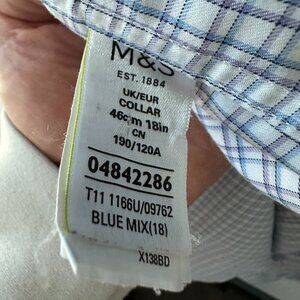 M&S
EST. 1884
UK/EUR
COLLAR
46cm 18in
CN
190/120A
04842286
T11 1166U/09762
BLUE MIX(18)
X138BD